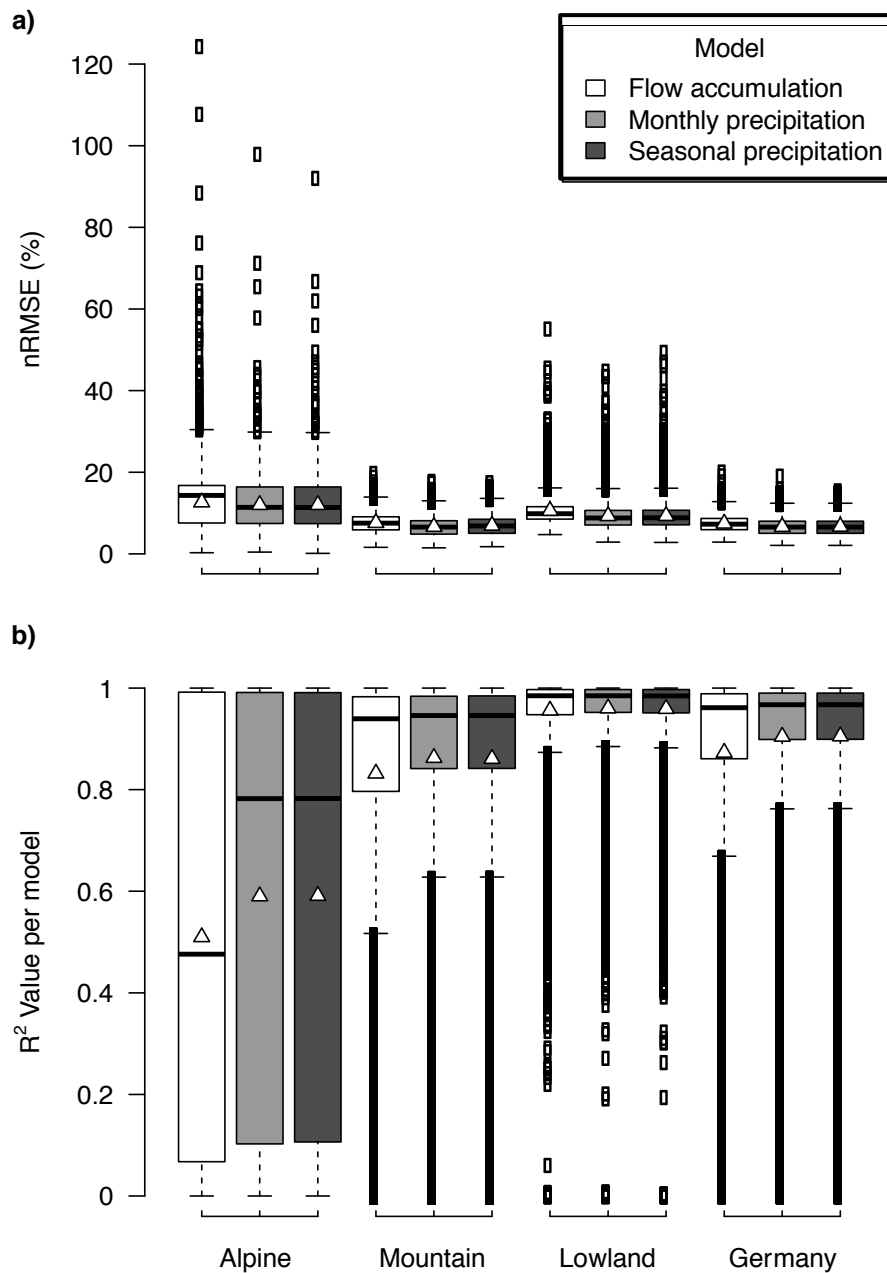 a)
nRMSE (%)
120
100
80
60
40
20
0
Model
Flow accumulation
Monthly precipitation
Seasonal precipitation
b)
R² Value per model
1
0.8
0.6
0.4
0.2
0
Alpine
Mountain
Lowland
Germany